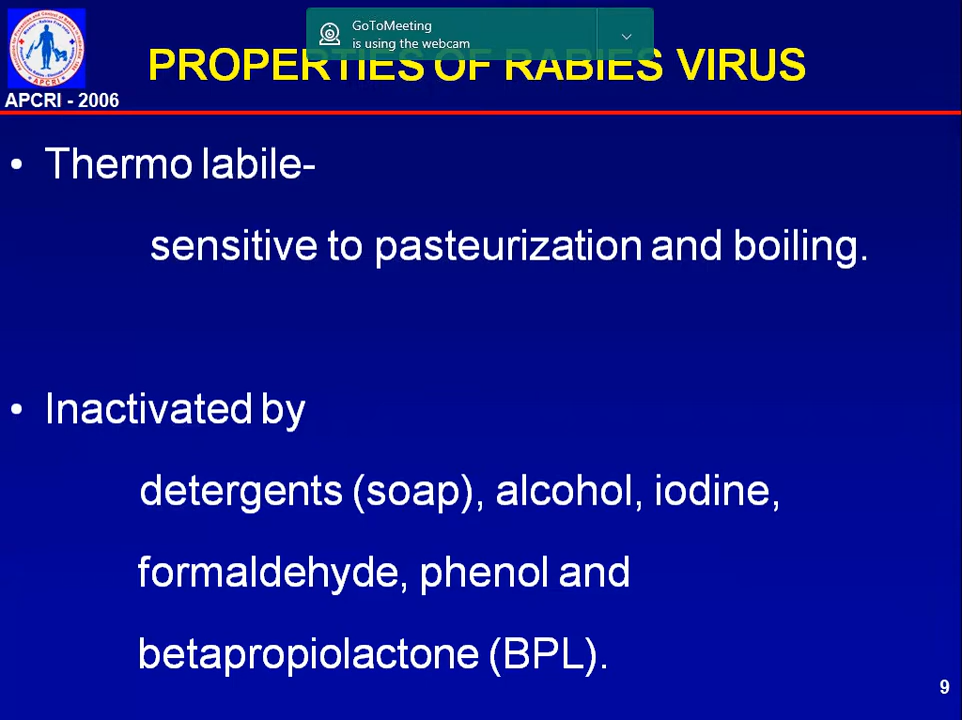 GoToMeeting
is using the webcam
PROPERTIES OF RABIES VIRUS
APCRI - 2006
• Thermo labile-
sensitive to pasteurization and boiling.
• Inactivated by
detergents (soap), alcohol, iodine,
formaldehyde, phenol and
betapropiolactone (BPL).
9